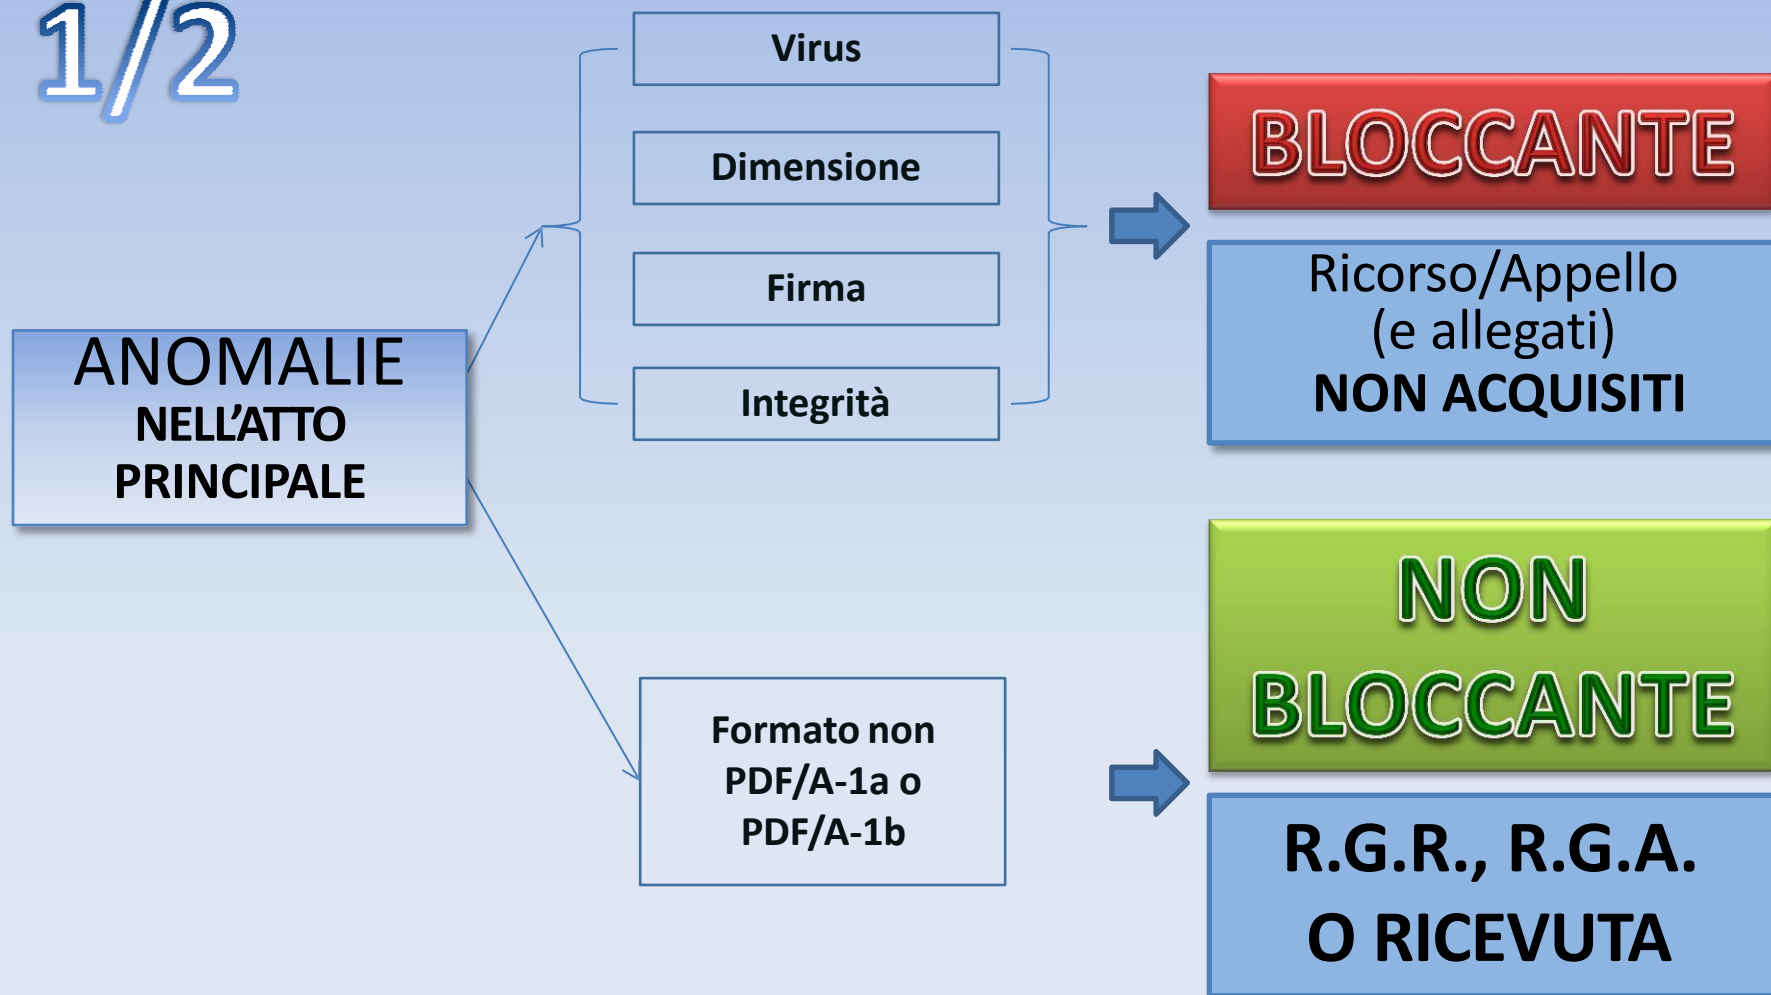 1/2
Virus
Dimensione
Firma
Integrità
BLOCCANTE
Ricorso/Appello
(e allegati)
NON ACQUISITI
ANOMALIE
NELL’ATTO
PRINCIPALE
Formato non
PDF/A-1a o
PDF/A-1b
NON
BLOCCANTE
R.G.R., R.G.A.
O RICEVUTA